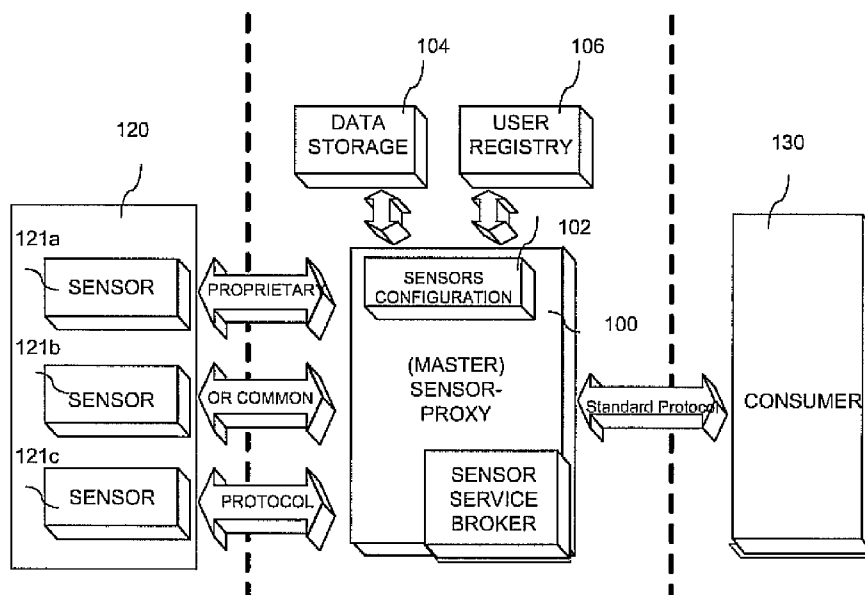 104
106
DATA
STORAGE
USER
REGISTRY
120
130
121a
SENSOR
PROPRIETARY
102
SENSORS
CONFIGURATION
100
121b
SENSOR
OR COMMON
(MASTER)
SENSOR-
PROXY
Standard Protocol
CONSUMER
121c
SENSOR
PROTOCOL
SENSOR
SERVICE
BROKER